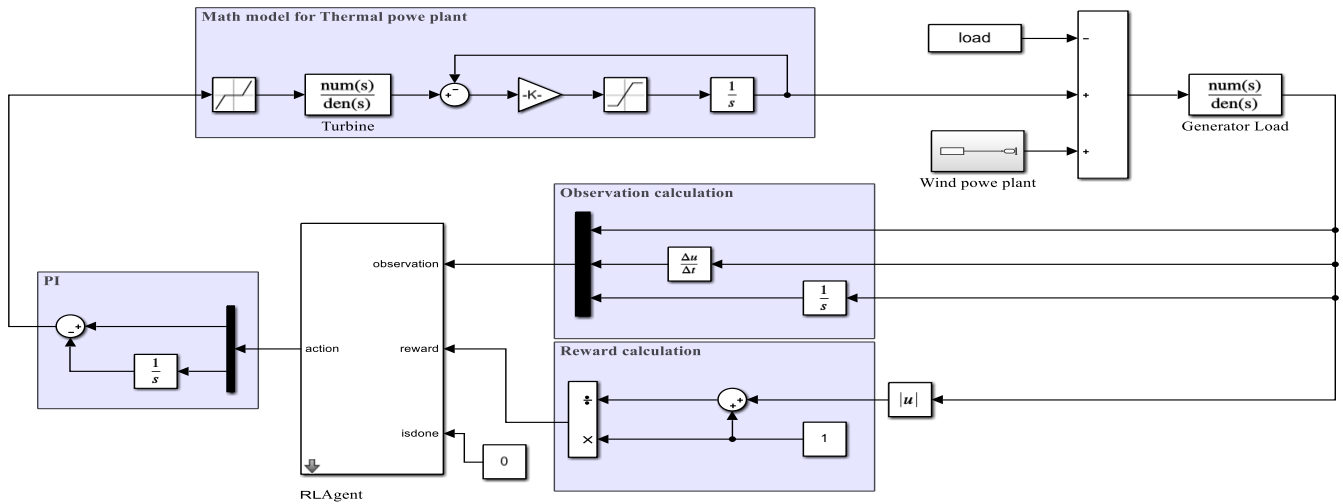 Math model for Thermal powe plant
load
num(s)
den(s)
-K-
1
s
Turbine
num(s)
den(s)
Generator Load
+
−
−
+
+
Wind powe plant
Observation calculation
Δu
Δt
1
s
observation
PI
−
+
1
s
action
reward
isdone
0
RLAgent
Reward calculation
÷
×
+
+
|u|
1